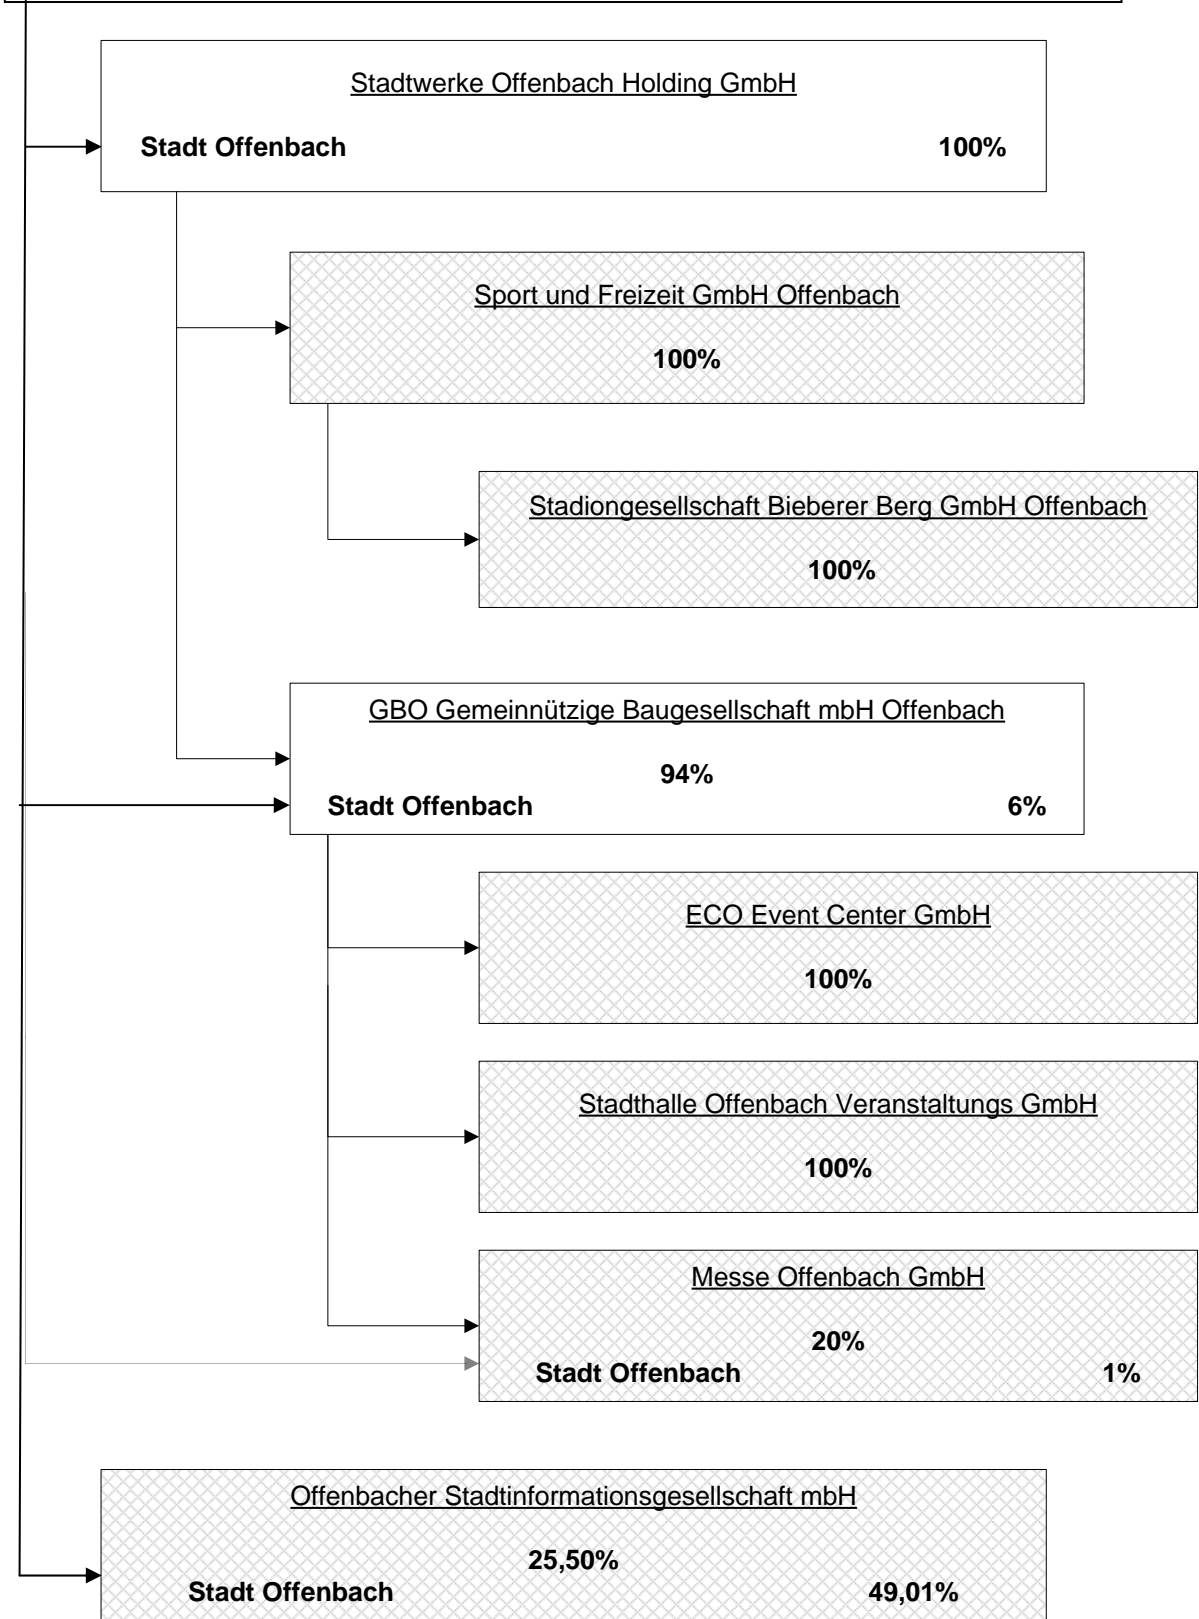 Stadtwerke Offenbach Holding GmbH
Stadt Offenbach 100%
Sport und Freizeit GmbH Offenbach
100%
Stadiongesellschaft Bieberer Berg GmbH Offenbach
100%
GBO Gemeinnützige Baugesellschaft mbH Offenbach
94%
Stadt Offenbach 6%
ECO Event Center GmbH
100%
Stadthalle Offenbach Veranstaltungs GmbH
100%
Messe Offenbach GmbH
20%
Stadt Offenbach 1%
Offenbacher Stadtinformationsgesellschaft mbH
25,50%
Stadt Offenbach 49,01%